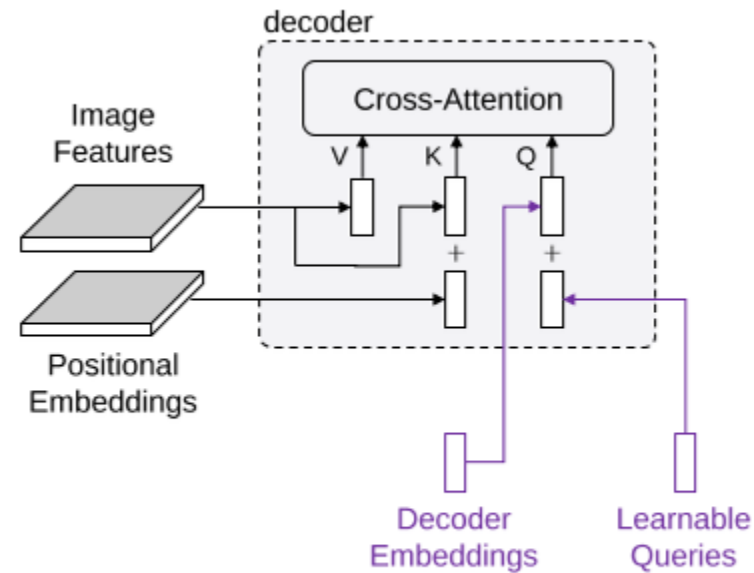 decoder
Cross-Attention
Image
Features
V
K
Q
+
+
Positional
Embeddings
Decoder
Embeddings
Learnable
Queries